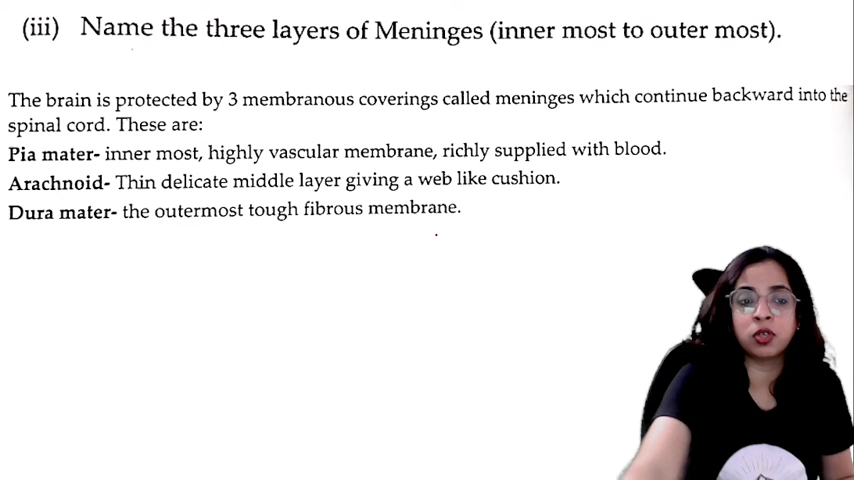 (iii) Name the three layers of Meninges (inner most to outer most).
The brain is protected by 3 membranous coverings called meninges which continue backward into the
spinal cord. These are:
Pia mater- inner most, highly vascular membrane, richly supplied with blood.
Arachnoid- Thin delicate middle layer giving a web like cushion.
Dura mater- the outermost tough fibrous membrane.